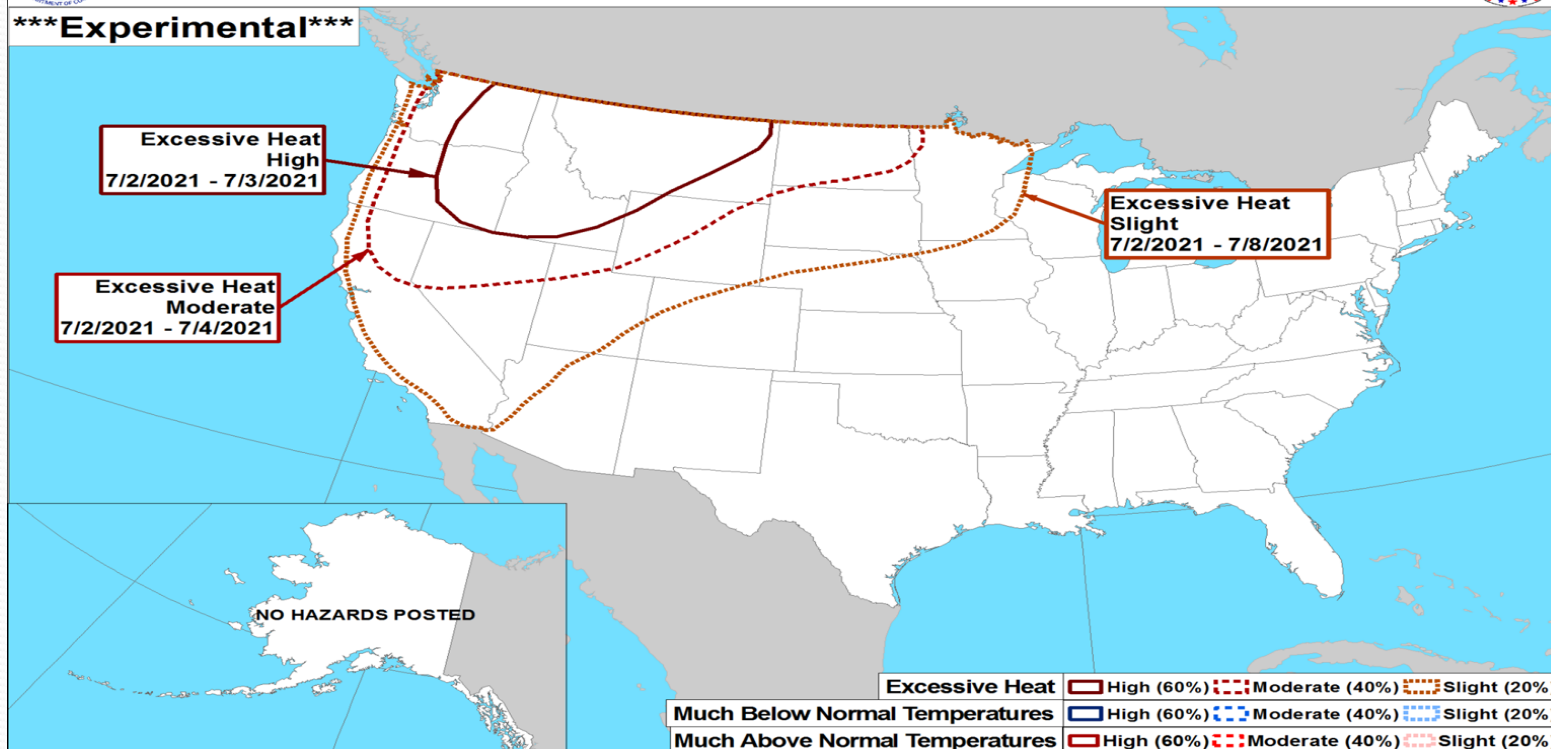 ***Experimental***
Excessive Heat
High
7/2/2021 - 7/3/2021
Excessive Heat
Slight
7/2/2021 - 7/8/2021
Excessive Heat
Moderate
7/2/2021 - 7/4/2021
NO HAZARDS POSTED
Excessive Heat High (60%) Moderate (40%) Slight (20%)
Much Below Normal Temperatures High (60%) Moderate (40%) Slight (20%)
Much Above Normal Temperatures High (60%) Moderate (40%) Slight (20%)